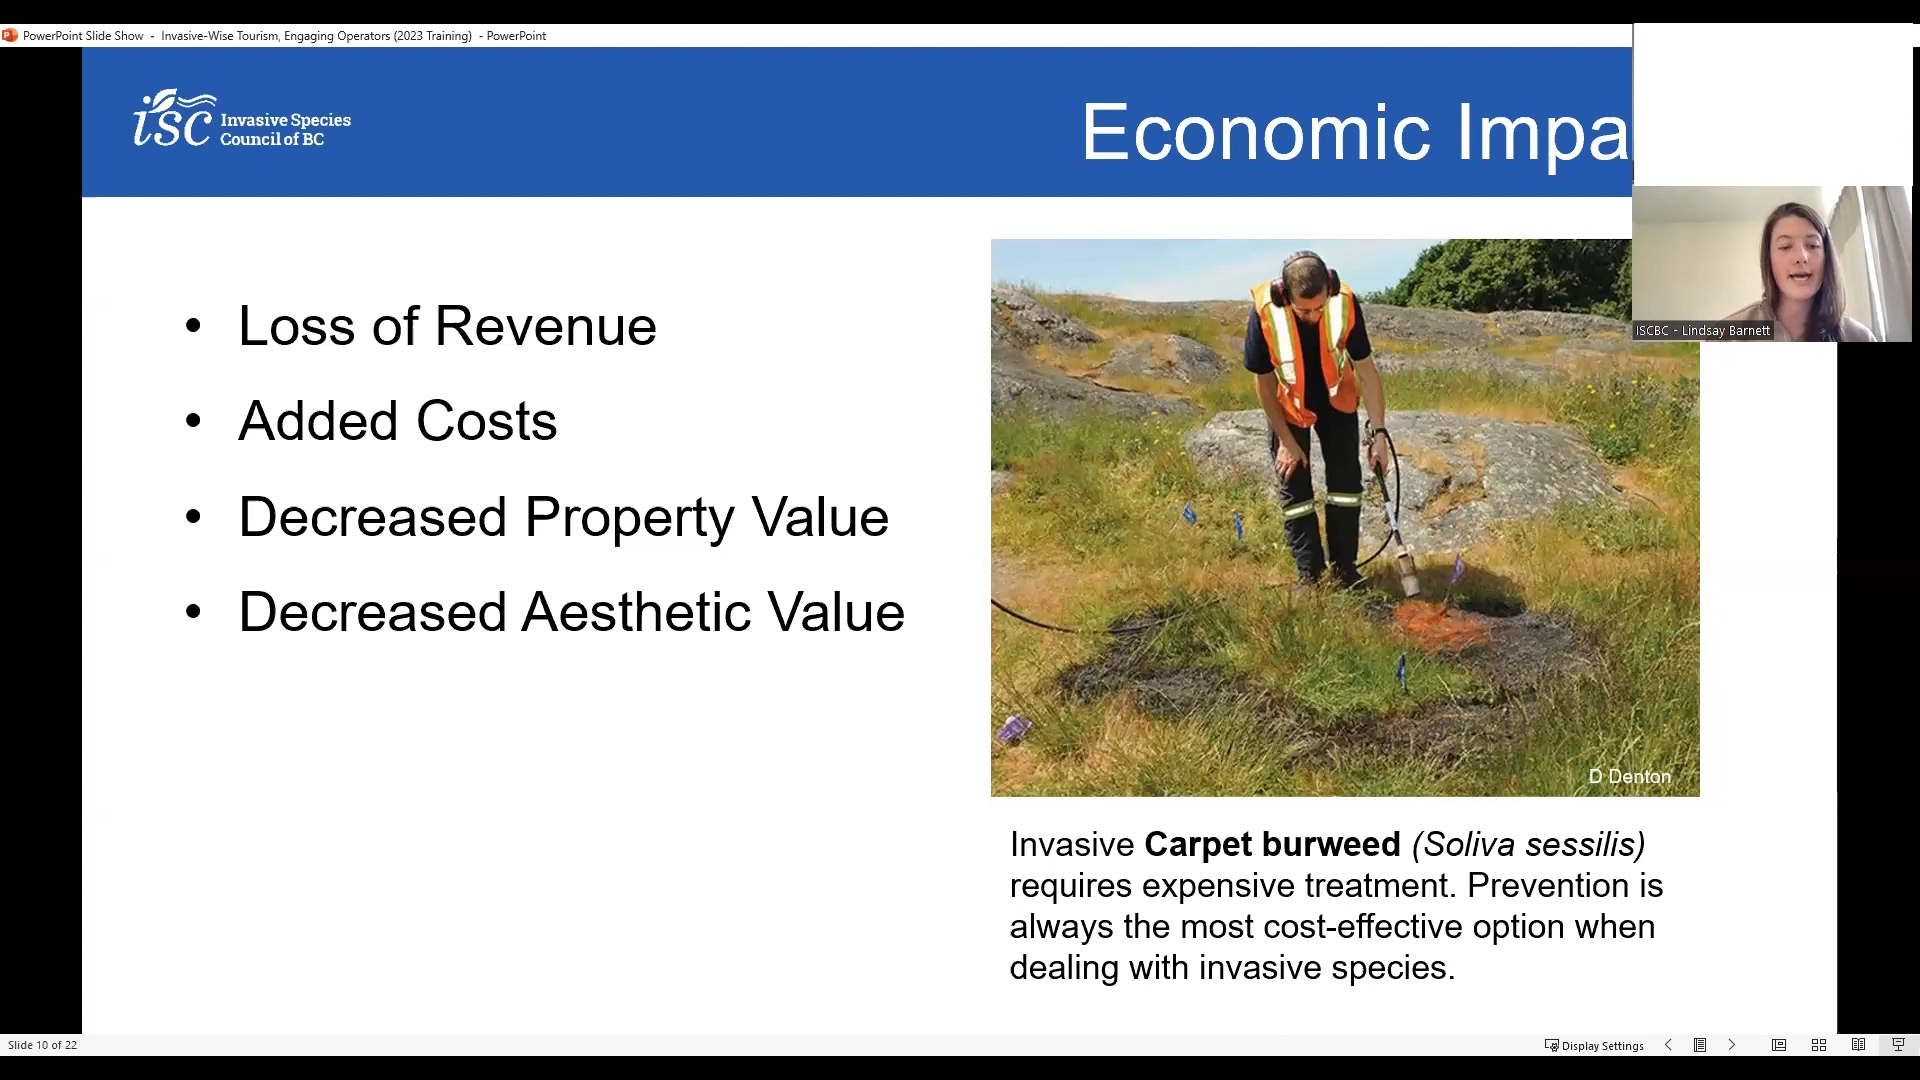 PowerPoint Slide Show - Invasive-Wise Tourism, Engaging Operators (2023 Training) - PowerPoint
isc Invasive Species
Council of BC
Economic Impa
ISCBC - Lindsay Barnett
• Loss of Revenue
• Added Costs
• Decreased Property Value
• Decreased Aesthetic Value
D Denton
Invasive Carpet burweed (Soliva sessilis)
requires expensive treatment. Prevention is
always the most cost-effective option when
dealing with invasive species.
Slide 10 of 22
Display Settings